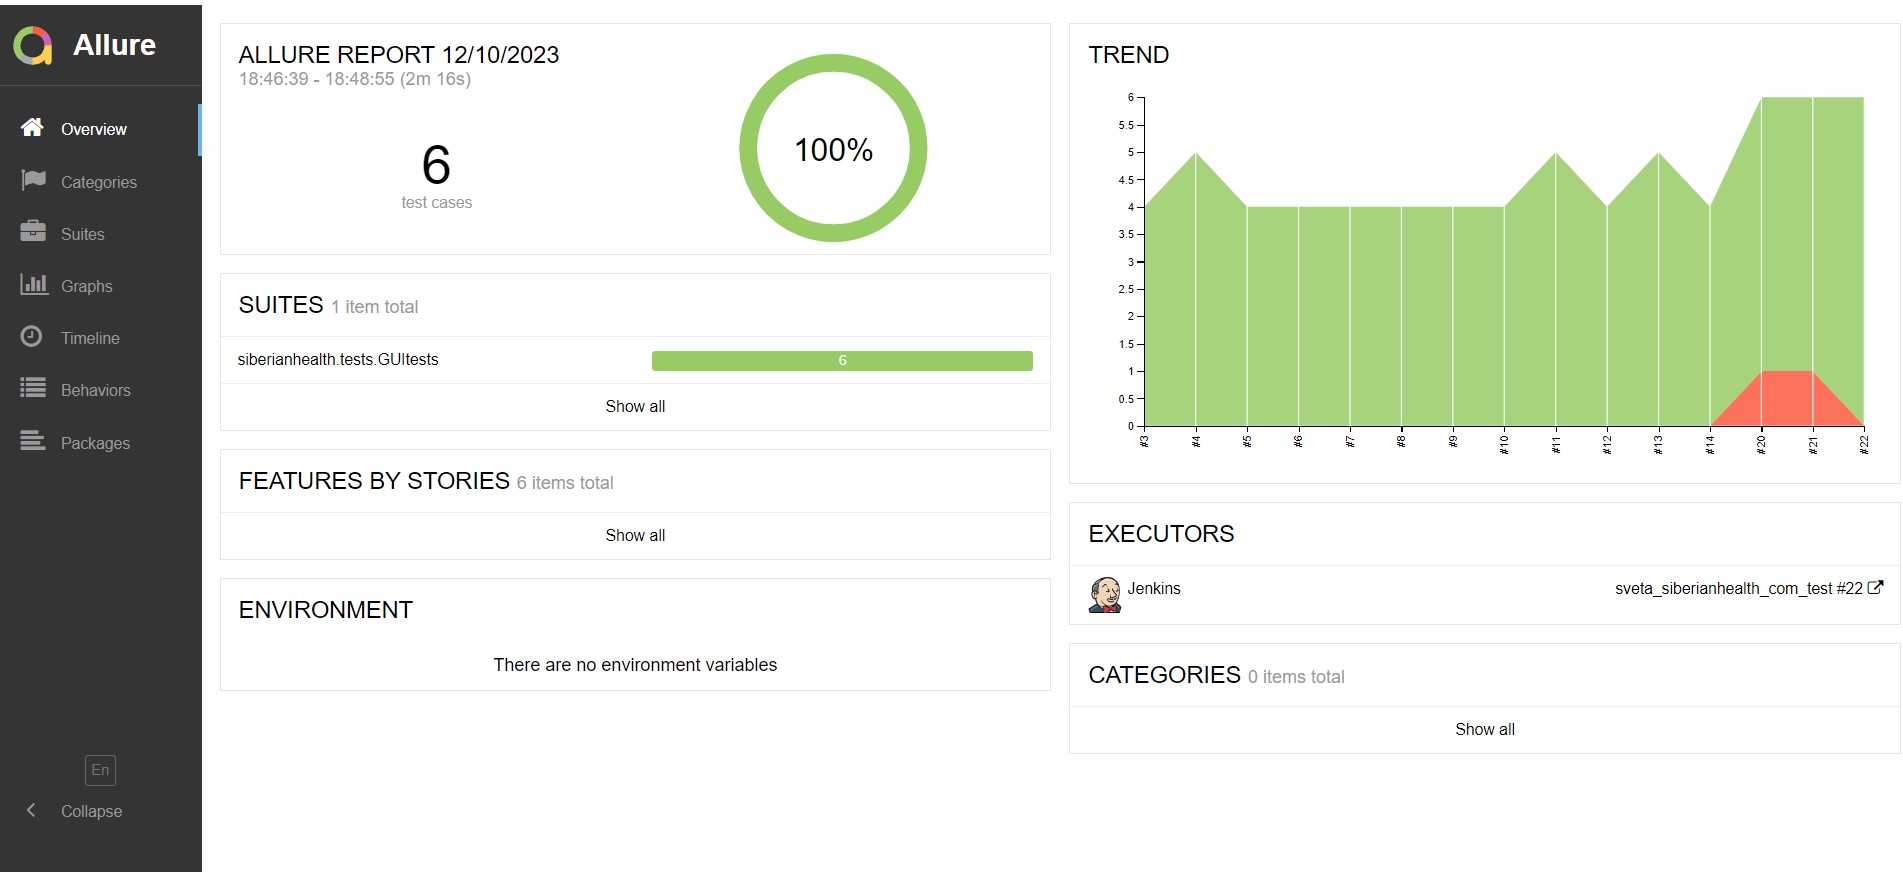 Allure
Overview
Categories
Suites
Graphs
Timeline
Behaviors
Packages
En
Collapse
ALLURE REPORT 12/10/2023
18:46:39 - 18:48:55 (2m 16s)
6
test cases
100%
SUITES 1 item total
siberianhealth.tests.GUItests 6
Show all
FEATURES BY STORIES 6 items total
Show all
ENVIRONMENT
There are no environment variables
TREND
6
5.5
5
4.5
4
3.5
3
2.5
2
1.5
1
0.5
0
#3 #4 #5 #6 #7 #8 #9 #10 #11 #12 #13 #14 #20 #21 #22
EXECUTORS
Jenkins sveta_siberianhealth_com_test #22
CATEGORIES 0 items total
Show all